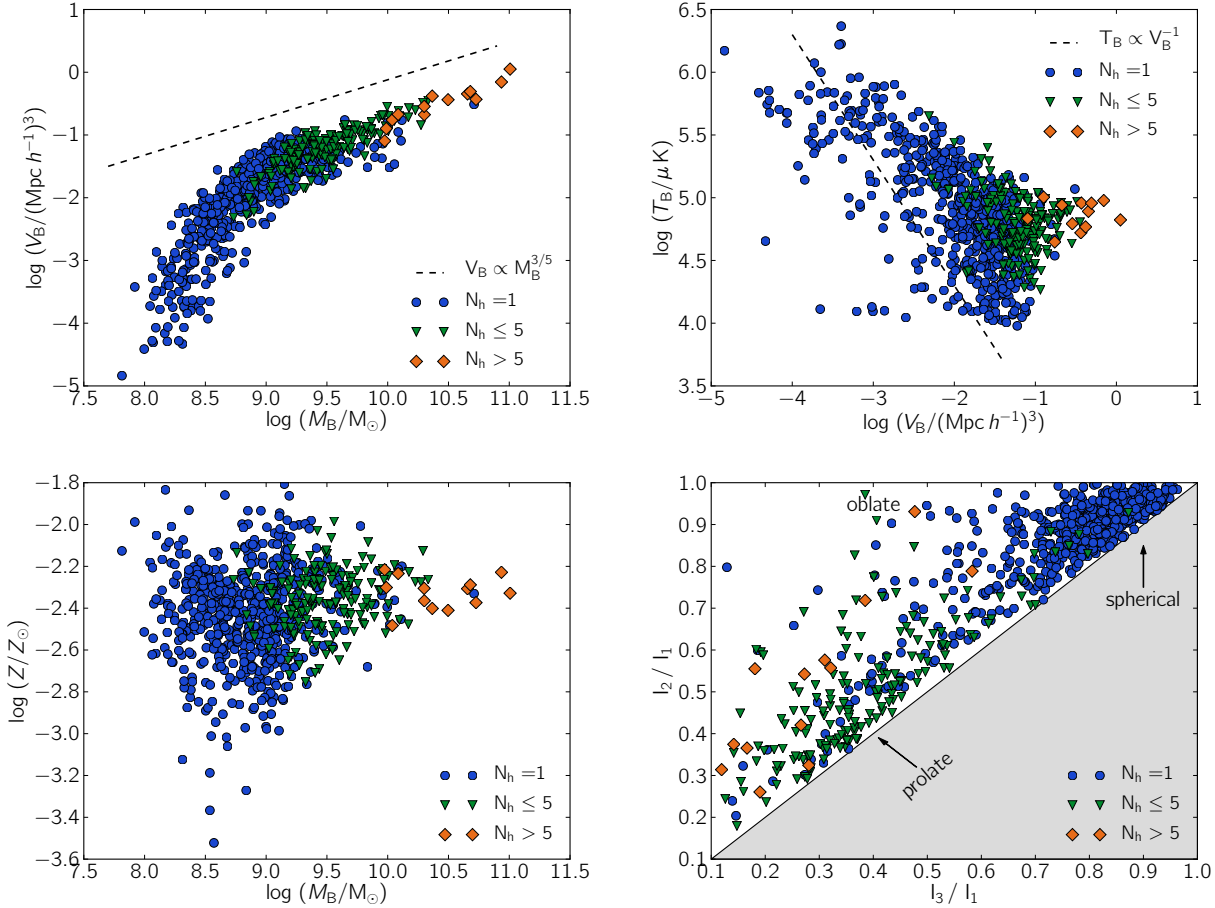 1
0
−1
−2
−3
−4
−5
7.5 8.0 8.5 9.0 9.5 10.0 10.5 11.0 11.5
log (V_B/(Mpc h⁻¹)³)
log (M_B/M_⊙)
V_B ∝ M_B^{3/5}
N_h =1
N_h ≤ 5
N_h > 5
6.5
6.0
5.5
5.0
4.5
4.0
3.5
−5 −4 −3 −2 −1 0 1
log (T_B/μ K)
log (V_B/(Mpc h⁻¹)³)
T_B ∝ V_B⁻¹
N_h =1
N_h ≤ 5
N_h > 5
−1.8
−2.0
−2.2
−2.4
−2.6
−2.8
−3.0
−3.2
−3.4
−3.6
7.5 8.0 8.5 9.0 9.5 10.0 10.5 11.0 11.5
log (Z/Z_⊙)
log (M_B/M_⊙)
N_h =1
N_h ≤ 5
N_h > 5
1.0
0.9
0.8
0.7
0.6
0.5
0.4
0.3
0.2
0.1
0.1 0.2 0.3 0.4 0.5 0.6 0.7 0.8 0.9 1.0
I_2 / I_1
I_3 / I_1
oblate
spherical
prolate
N_h =1
N_h ≤ 5
N_h > 5